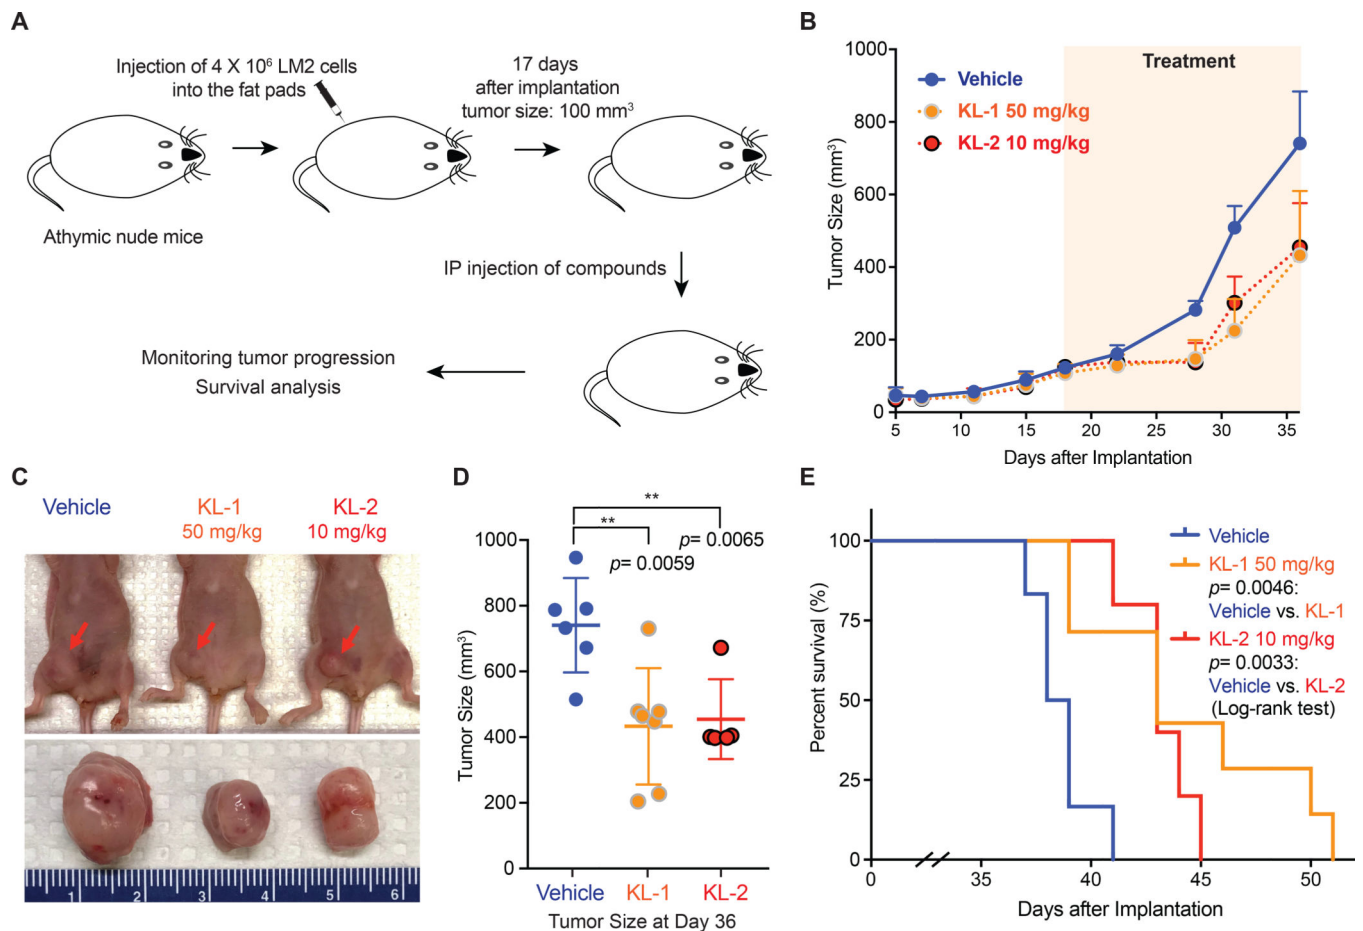 A
Injection of 4 X 10⁶ LM2 cells
into the fat pads
17 days
after implantation
tumor size: 100 mm³
Athymic nude mice
IP injection of compounds
Monitoring tumor progression
Survival analysis
B
1000
800
600
400
200
0
Tumor Size (mm³)
Treatment
Vehicle
KL-1 50 mg/kg
KL-2 10 mg/kg
5 10 15 20 25 30 35
Days after Implantation
C
Vehicle
KL-1
50 mg/kg
KL-2
10 mg/kg
1 2 3 4 5 6
D
**
**
p= 0.0065
p= 0.0059
1000
800
600
400
200
0
Tumor Size (mm³)
Vehicle KL-1 KL-2
Tumor Size at Day 36
E
100
75
50
25
0
Percent survival (%)
Vehicle
KL-1 50 mg/kg
p= 0.0046:
Vehicle vs. KL-1
KL-2 10 mg/kg
p= 0.0033:
Vehicle vs. KL-2
(Log-rank test)
0 35 40 45 50
Days after Implantation